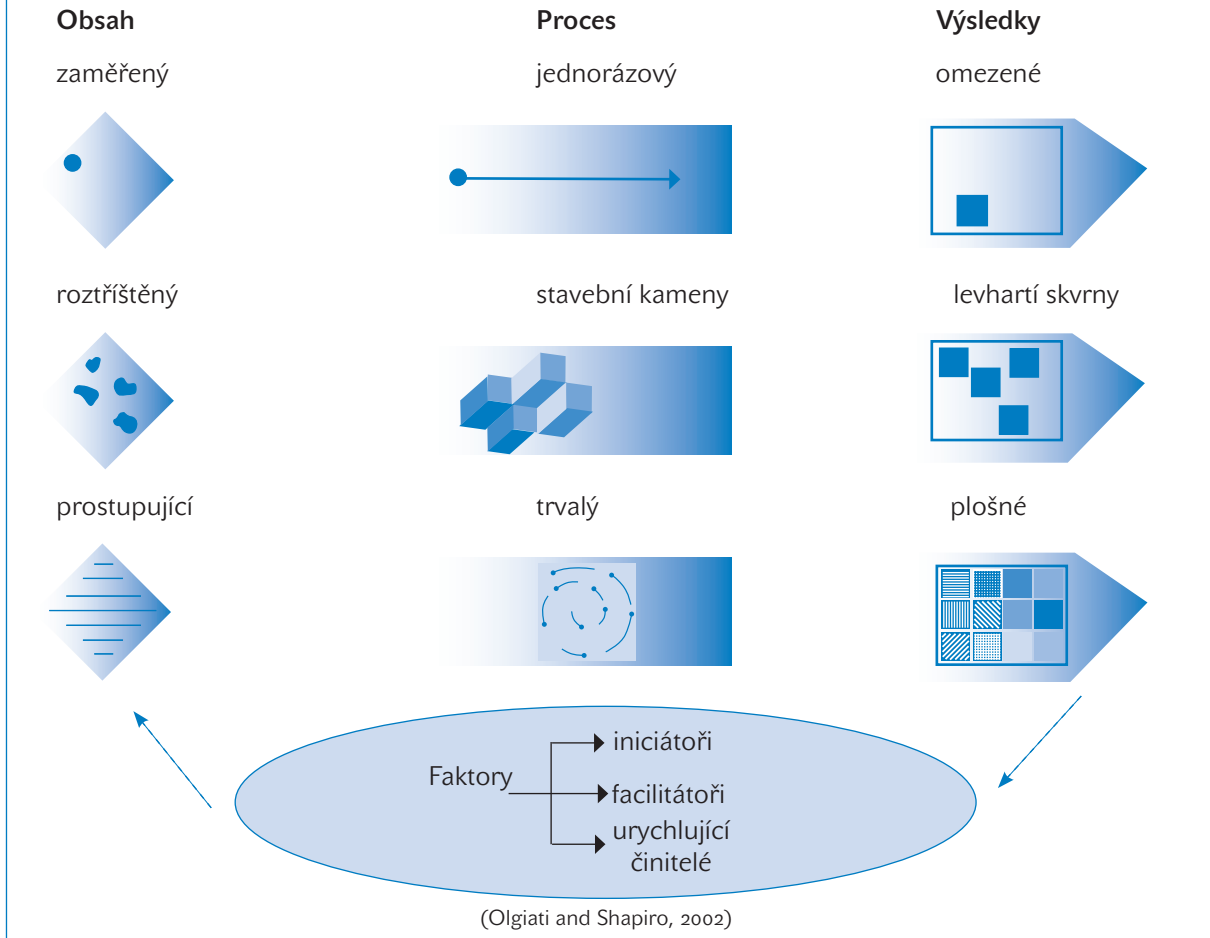 Obsah
Proces
Výsledky
zaměřený
jednorázový
omezené
roztříštěný
stavební kameny
levhartí skvrny
prostupující
trvalý
plošné
Faktory
iniciátoři
facilitátoři
urychlující
činitelé
(Olgiati and Shapiro, 2002)